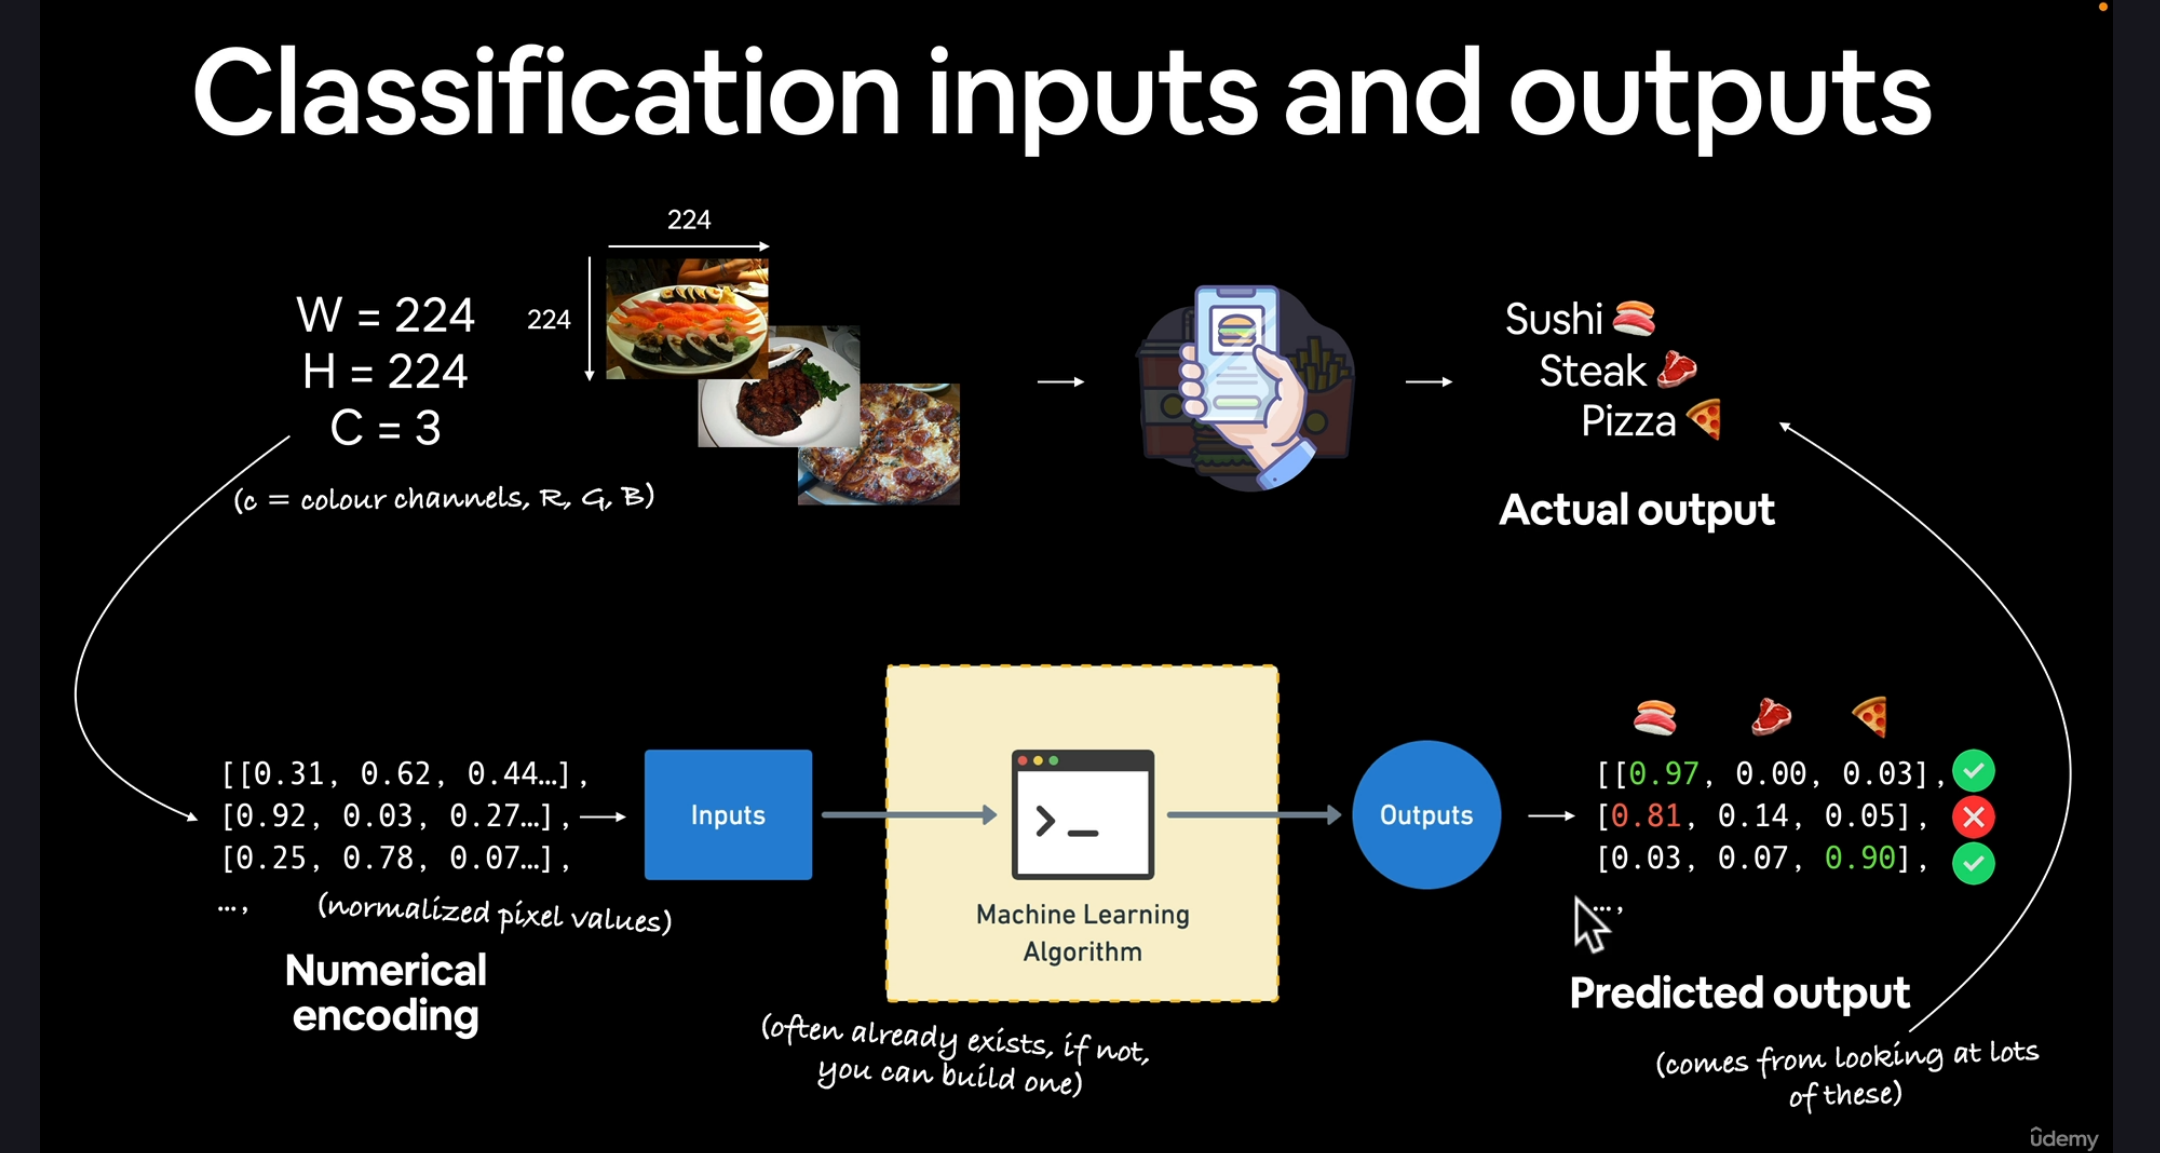 Classification inputs and outputs
224
W = 224
H = 224
C = 3
224
(c = colour channels, R, G, B)
Sushi
Steak
Pizza
Actual output
[[0.31, 0.62, 0.44…],
[0.92, 0.03, 0.27…],
[0.25, 0.78, 0.07…],
…,
(normalized pixel values)
Numerical
encoding
Inputs
Machine Learning
Algorithm
(often already exists, if not,
you can build one)
Outputs
[[0.97, 0.00, 0.03],
[0.81, 0.14, 0.05],
[0.03, 0.07, 0.90],
…,
Predicted output
(comes from looking at lots
of these)
ûdemy